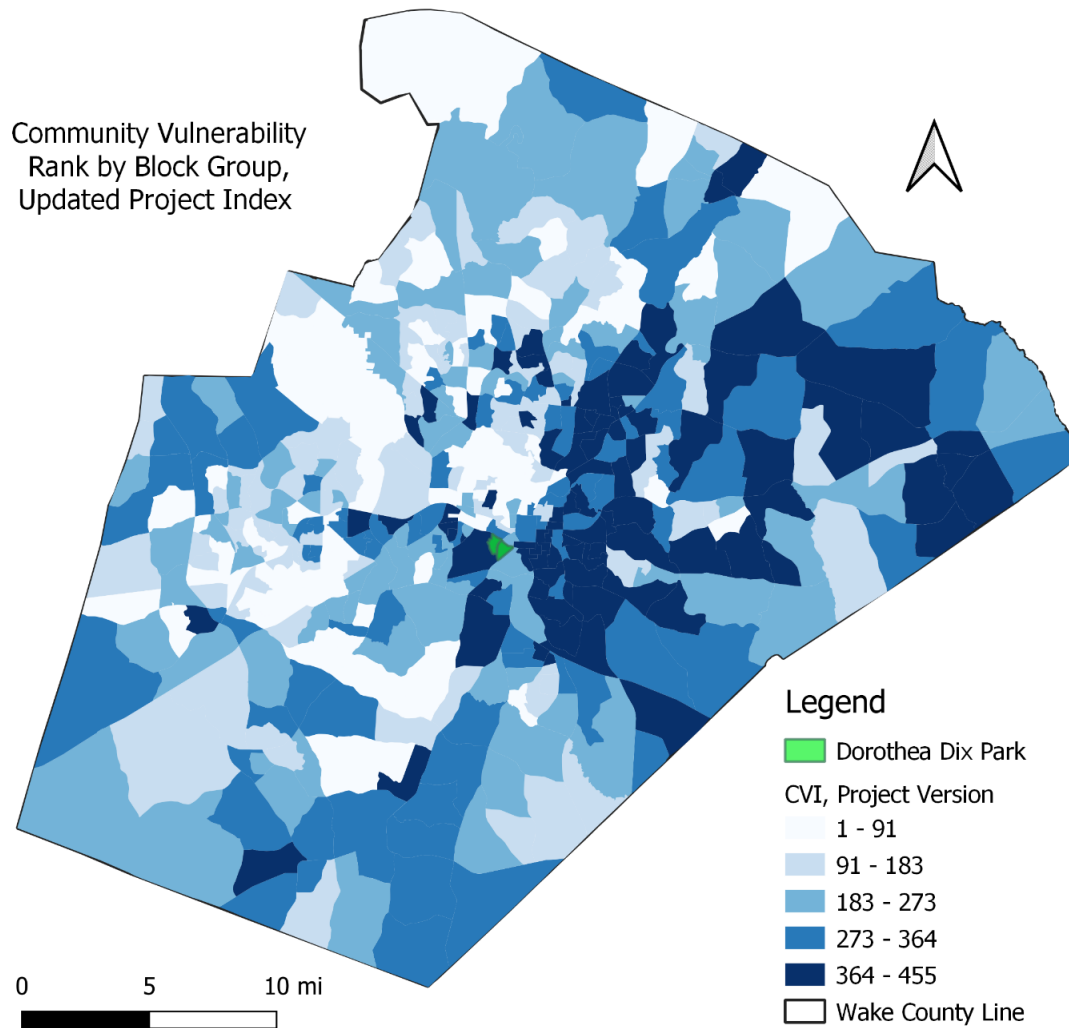 Community Vulnerability
Rank by Block Group,
Updated Project Index
Legend
Dorothea Dix Park
CVI, Project Version
1 - 91
91 - 183
183 - 273
273 - 364
364 - 455
Wake County Line
0 5 10 mi